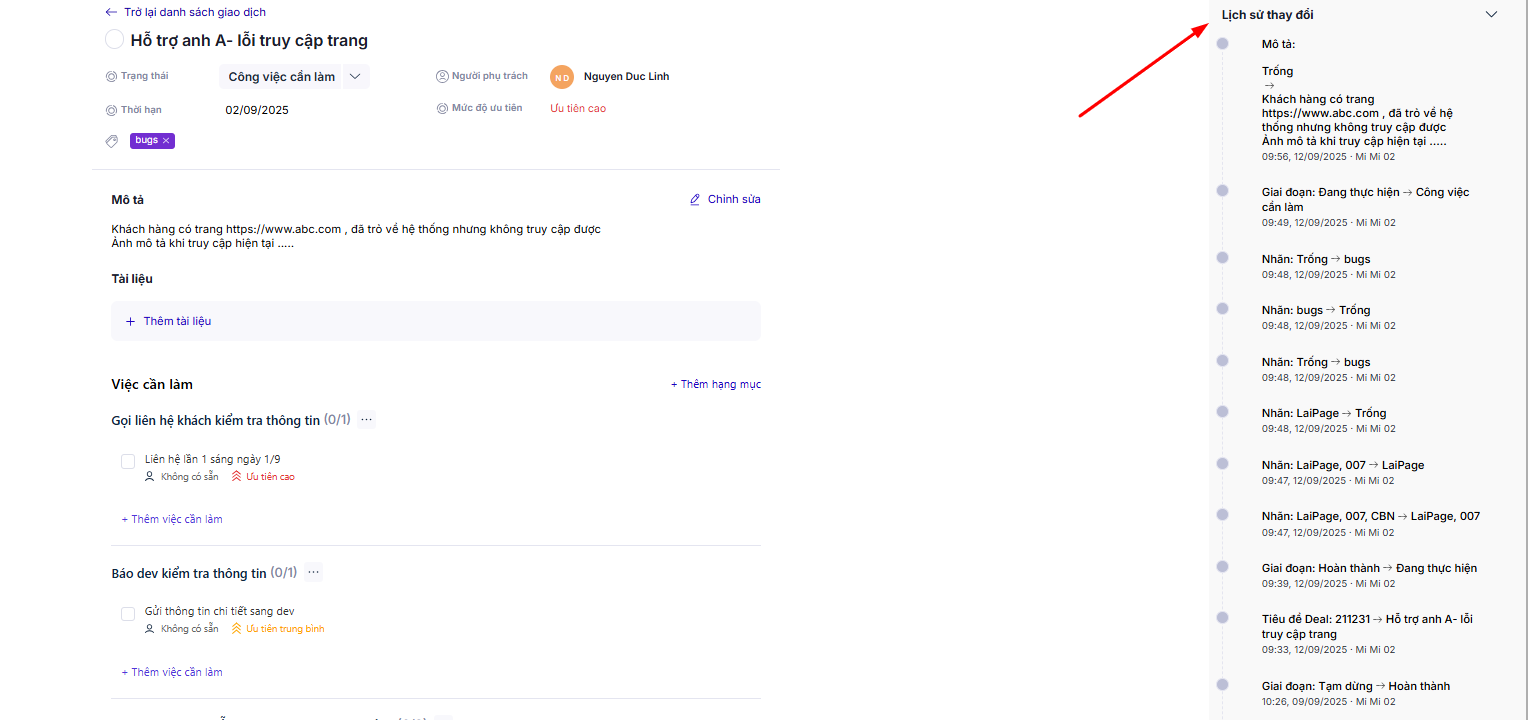 Trở lại danh sách giao dịch
Hỗ trợ anh A- lỗi truy cập trang
Trạng thái
Công việc cần làm
Người phụ trách
ND
Nguyen Duc Linh
Thời hạn
02/09/2025
Mức độ ưu tiên
Ưu tiên cao
bugs ×
Mô tả
Chỉnh sửa
Khách hàng có trang https://www.abc.com , đã trỏ về hệ thống nhưng không truy cập được
Ảnh mô tả khi truy cập hiện tại .....
Tài liệu
+ Thêm tài liệu
Việc cần làm
+ Thêm hạng mục
Gọi liên hệ khách kiểm tra thông tin (0/1) ...
Liên hệ lần 1 sáng ngày 1/9
Không có sẵn
Ưu tiên cao
+ Thêm việc cần làm
Báo dev kiểm tra thông tin (0/1) ...
Gửi thông tin chi tiết sang dev
Không có sẵn
Ưu tiên trung bình
+ Thêm việc cần làm
Lịch sử thay đổi
Mô tả:
Trống
→
Khách hàng có trang
https://www.abc.com , đã trỏ về hệ
thống nhưng không truy cập được
Ảnh mô tả khi truy cập hiện tại .....
09:56, 12/09/2025 · Mi Mi 02
Giai đoạn: Đang thực hiện → Công việc
cần làm
09:49, 12/09/2025 · Mi Mi 02
Nhãn: Trống → bugs
09:48, 12/09/2025 · Mi Mi 02
Nhãn: bugs → Trống
09:48, 12/09/2025 · Mi Mi 02
Nhãn: Trống → bugs
09:48, 12/09/2025 · Mi Mi 02
Nhãn: LaiPage → Trống
09:48, 12/09/2025 · Mi Mi 02
Nhãn: LaiPage, 007 → LaiPage
09:47, 12/09/2025 · Mi Mi 02
Nhãn: LaiPage, 007, CBN → LaiPage, 007
09:47, 12/09/2025 · Mi Mi 02
Giai đoạn: Hoàn thành → Đang thực hiện
09:39, 12/09/2025 · Mi Mi 02
Tiêu đề Deal: 211231 → Hỗ trợ anh A- lỗi
truy cập trang
09:33, 12/09/2025 · Mi Mi 02
Giai đoạn: Tạm dừng → Hoàn thành
10:26, 09/09/2025 · Mi Mi 02